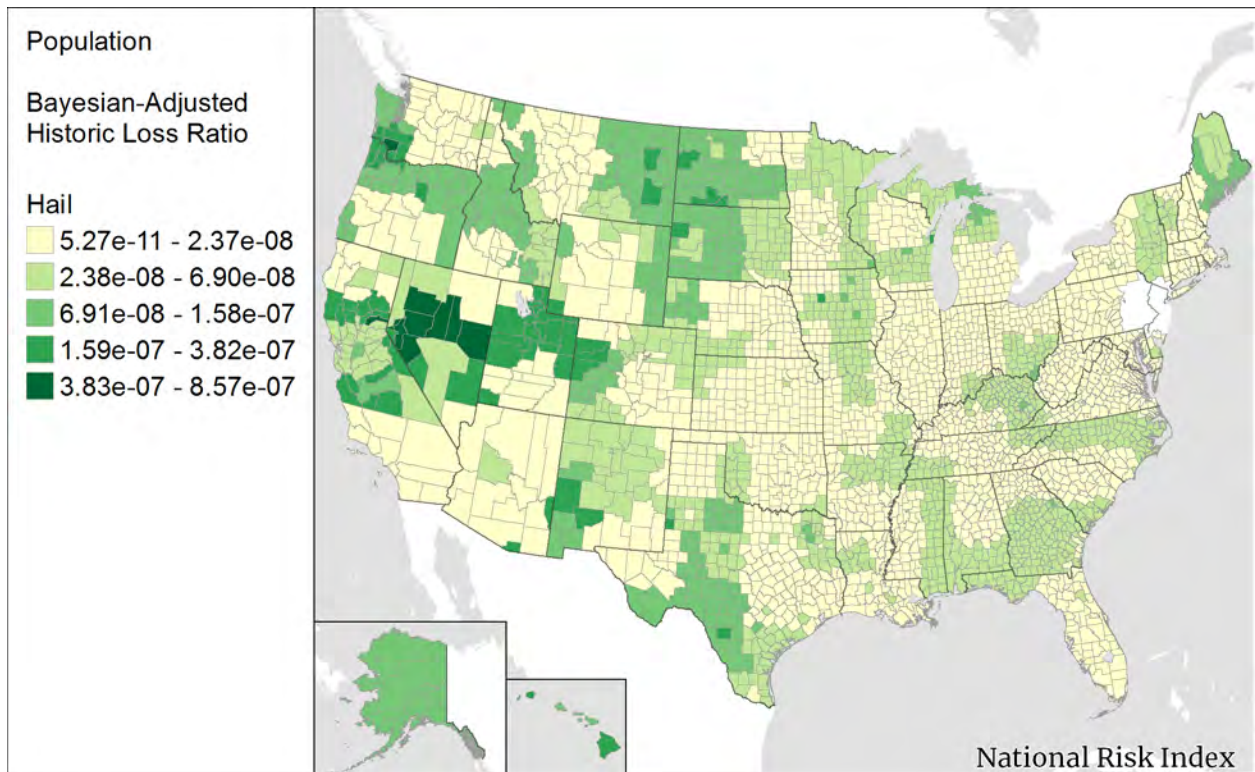 Population
Bayesian-Adjusted
Historic Loss Ratio
Hail
5.27e-11 - 2.37e-08
2.38e-08 - 6.90e-08
6.91e-08 - 1.58e-07
1.59e-07 - 3.82e-07
3.83e-07 - 8.57e-07
National Risk Index